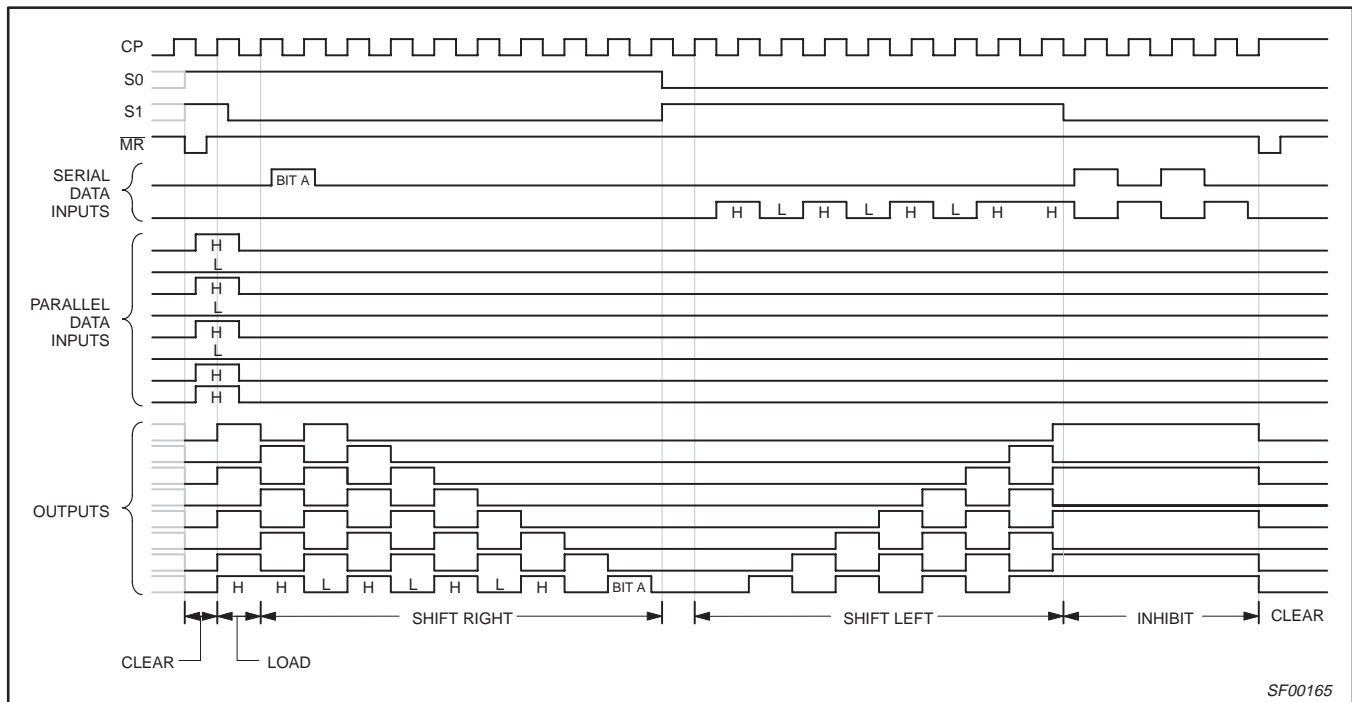 CP
S0
S1
MR
SERIAL
DATA
INPUTS
BIT A
H L H L H L H H
PARALLEL
DATA
INPUTS
H
L
H
L
H
L
H
H
OUTPUTS
H H L H L H L H BIT A
SHIFT RIGHT SHIFT LEFT INHIBIT CLEAR
CLEAR LOAD
SF00165